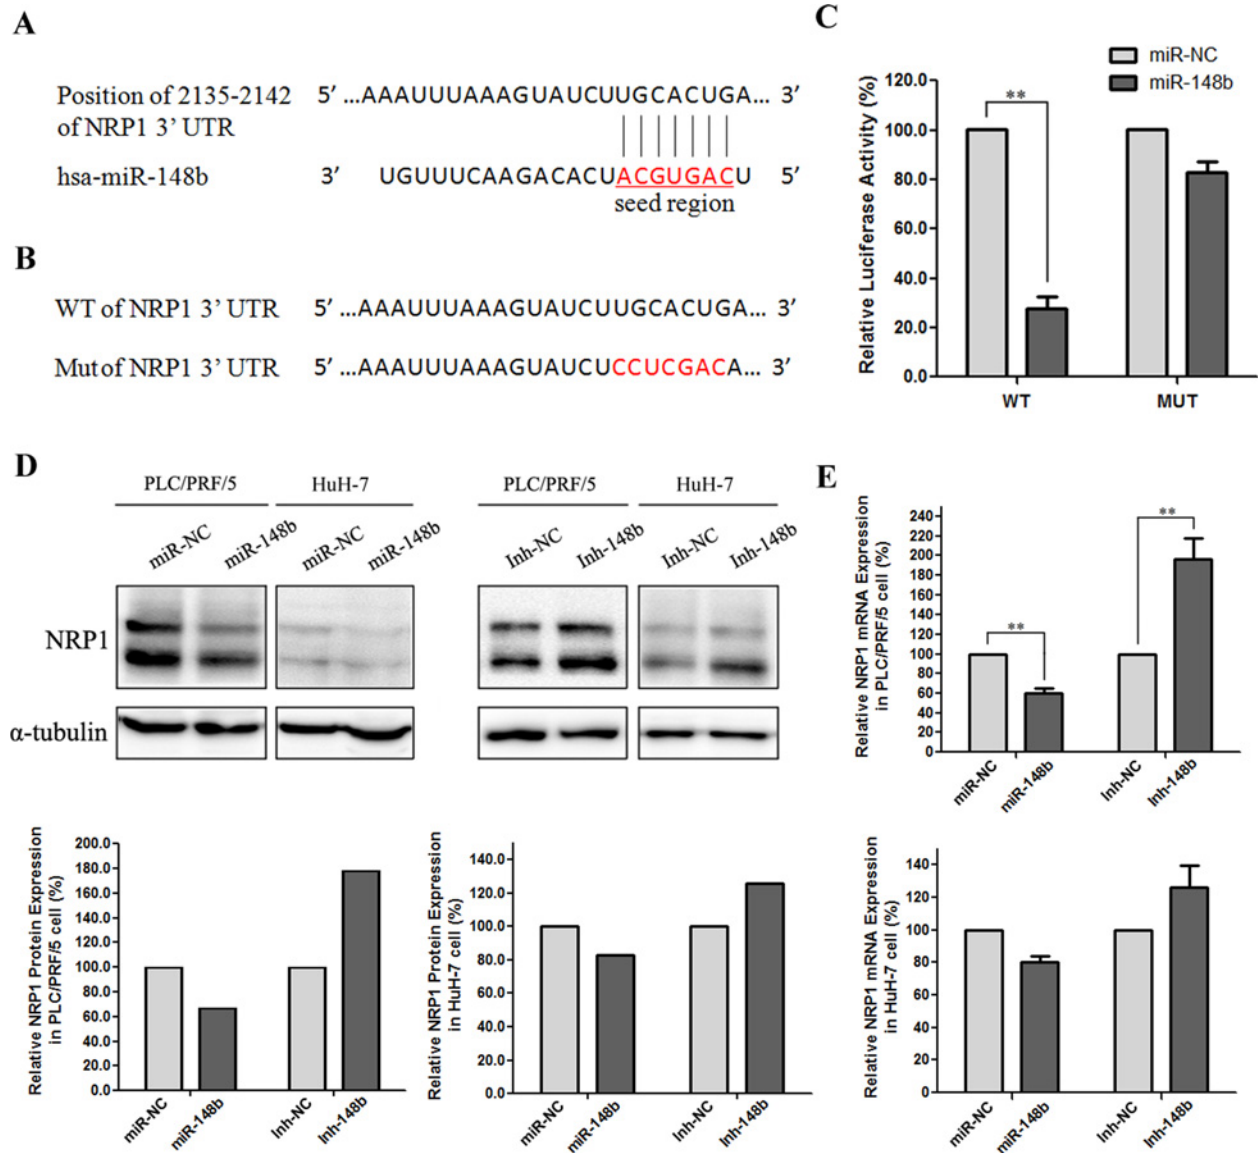 A
Position of 2135-2142 5’ ...AAAUUUAAAGUAUCUUGCACUGA... 3’
of NRP1 3’ UTR
hsa-miR-148b 3’ UGUUUCAAGACACUACGUGACU 5’
seed region
B
WT of NRP1 3’ UTR 5’ ...AAAUUUAAAGUAUCUUGCACUGA... 3’
Mut of NRP1 3’ UTR 5’ ...AAAUUUAAAGUAUCUCCUCGACA... 3’
C
miR-NC
miR-148b
Relative Luciferase Activity (%)
120.0
100.0
80.0
60.0
40.0
20.0
0.0
**
WT MUT
D
PLC/PRF/5 HuH-7 PLC/PRF/5 HuH-7
miR-NC miR-148b miR-NC miR-148b Inh-NC Inh-148b Inh-NC Inh-148b
NRP1
α-tubulin
Relative NRP1 Protein Expression
in PLC/PRF/5 cell (%)
200.0
180.0
160.0
140.0
120.0
100.0
80.0
60.0
40.0
20.0
0.0
miR-NC miR-148b Inh-NC Inh-148b
Relative NRP1 Protein Expression
in HuH-7 cell (%)
140.0
120.0
100.0
80.0
60.0
40.0
20.0
0.0
miR-NC miR-148b Inh-NC Inh-148b
E
Relative NRP1 mRNA Expression
in PLC/PRF/5 cell (%)
240
220
200
180
160
140
120
100
80
60
40
20
0
**
**
miR-NC miR-148b Inh-NC Inh-148b
Relative NRP1 mRNA Expression
in HuH-7 cell (%)
140
120
100
80
60
40
20
0
miR-NC miR-148b Inh-NC Inh-148b